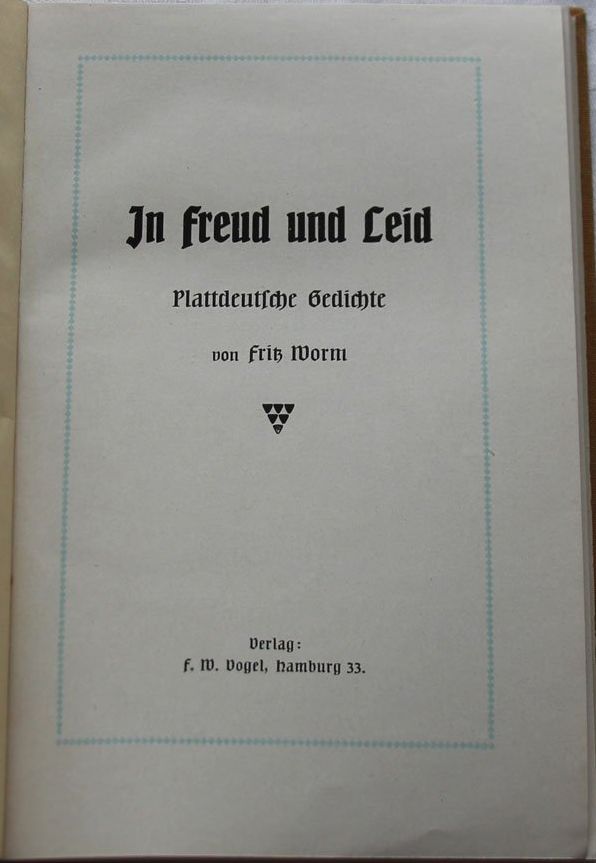 In Freud und Leid
Plattdeutſche Gedichte
von Fritz Worm
Verlag:
F. W. Vogel, Hamburg 33.